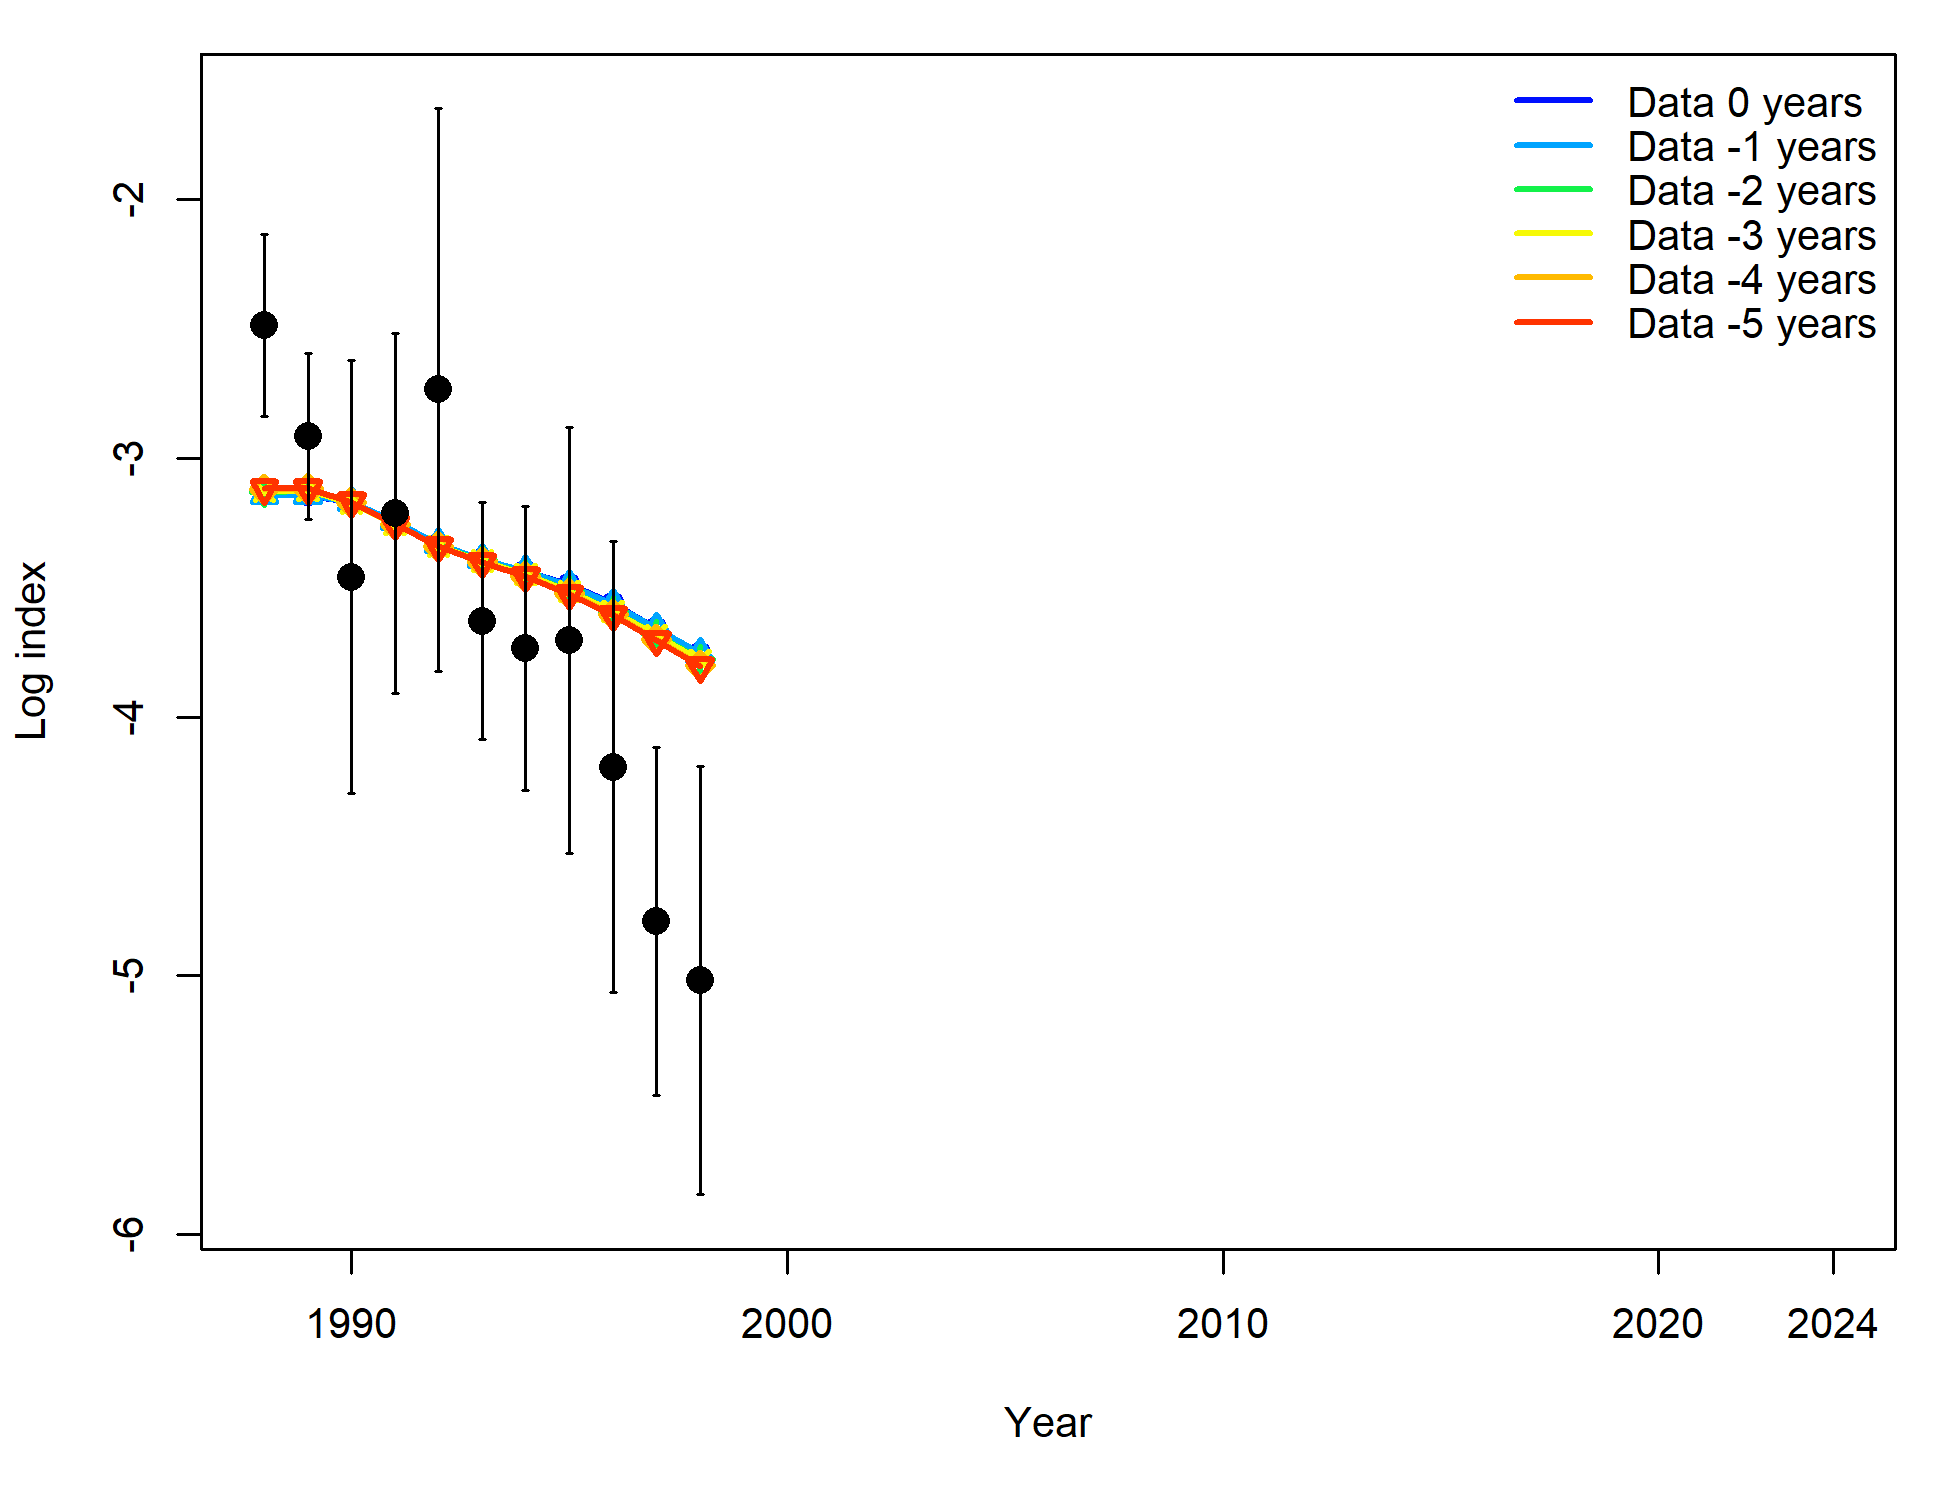 Data 0 years
Data -1 years
Data -2 years
Data -3 years
Data -4 years
Data -5 years
-2
-3
-4
-5
-6
Log index
1990 2000 2010 2020 2024
Year